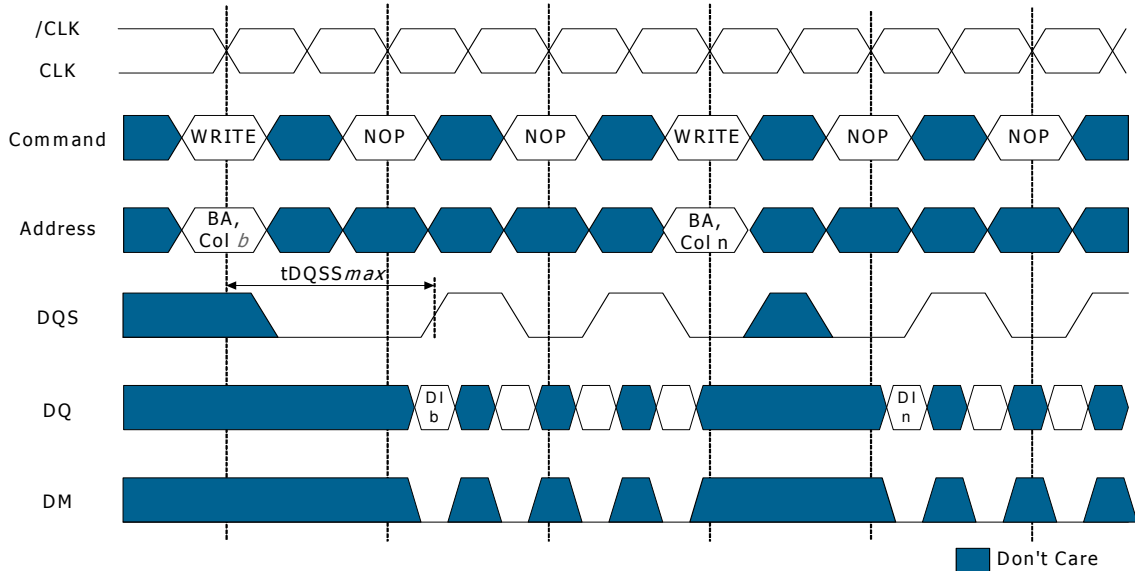 /CLK
CLK
Command WRITE NOP NOP WRITE NOP NOP
Address
BA,
Col b
BA,
Col n
tDQSSmax
DQS
DQ
DI
b
DI
n
DM
Don't Care